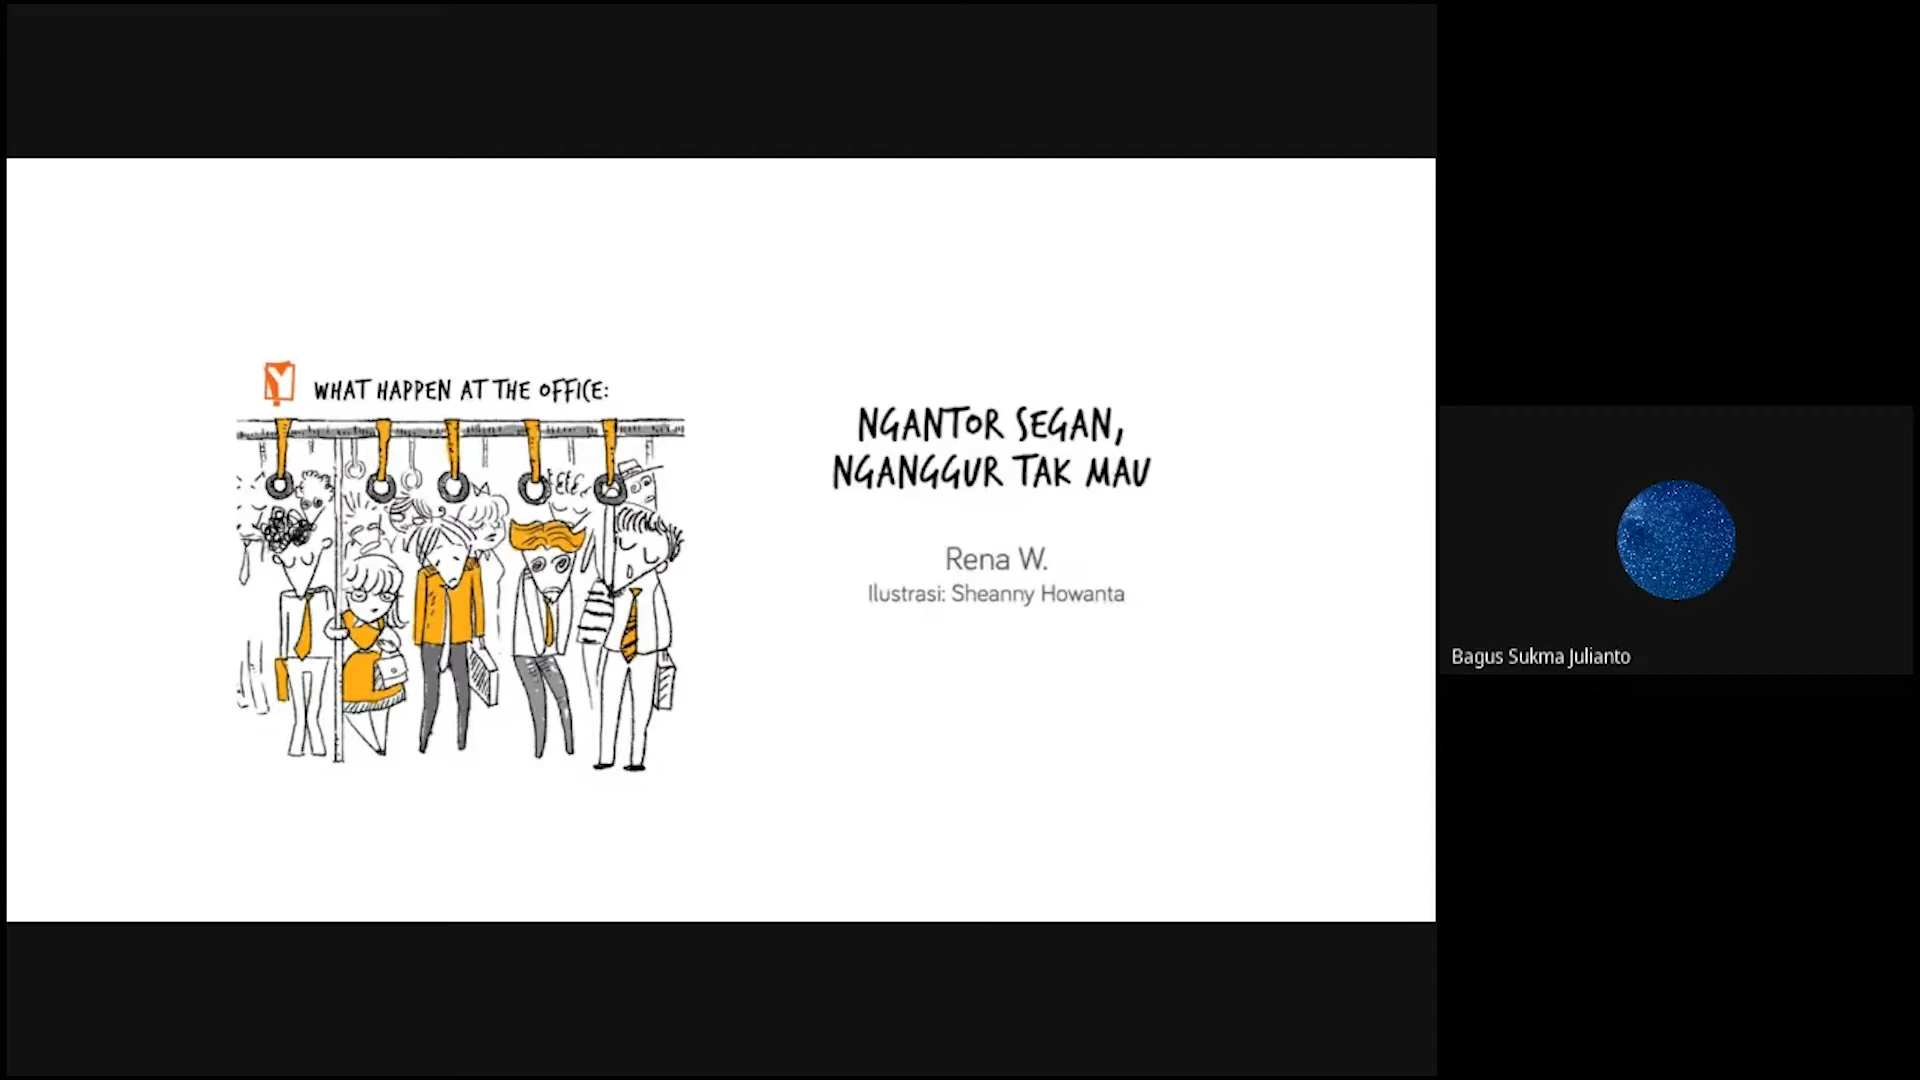 Y WHAT HAPPEN AT THE OFFICE:
NGANTOR SEGAN,
NGANGGUR TAK MAU
Rena W.
Ilustrasi: Sheanny Howanta
Bagus Sukma Julianto